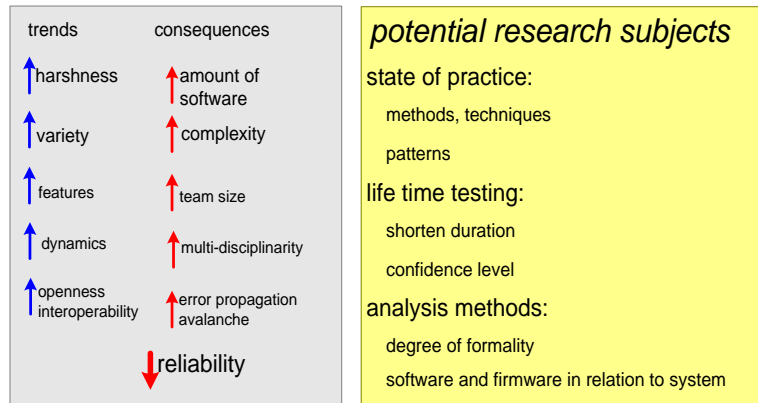 trends
consequences
harshness
amount of
software
variety
complexity
features
team size
dynamics
multi-disciplinarity
openness
interoperability
error propagation
avalanche
reliability
potential research subjects
state of practice:
methods, techniques
patterns
life time testing:
shorten duration
confidence level
analysis methods:
degree of formality
software and firmware in relation to system